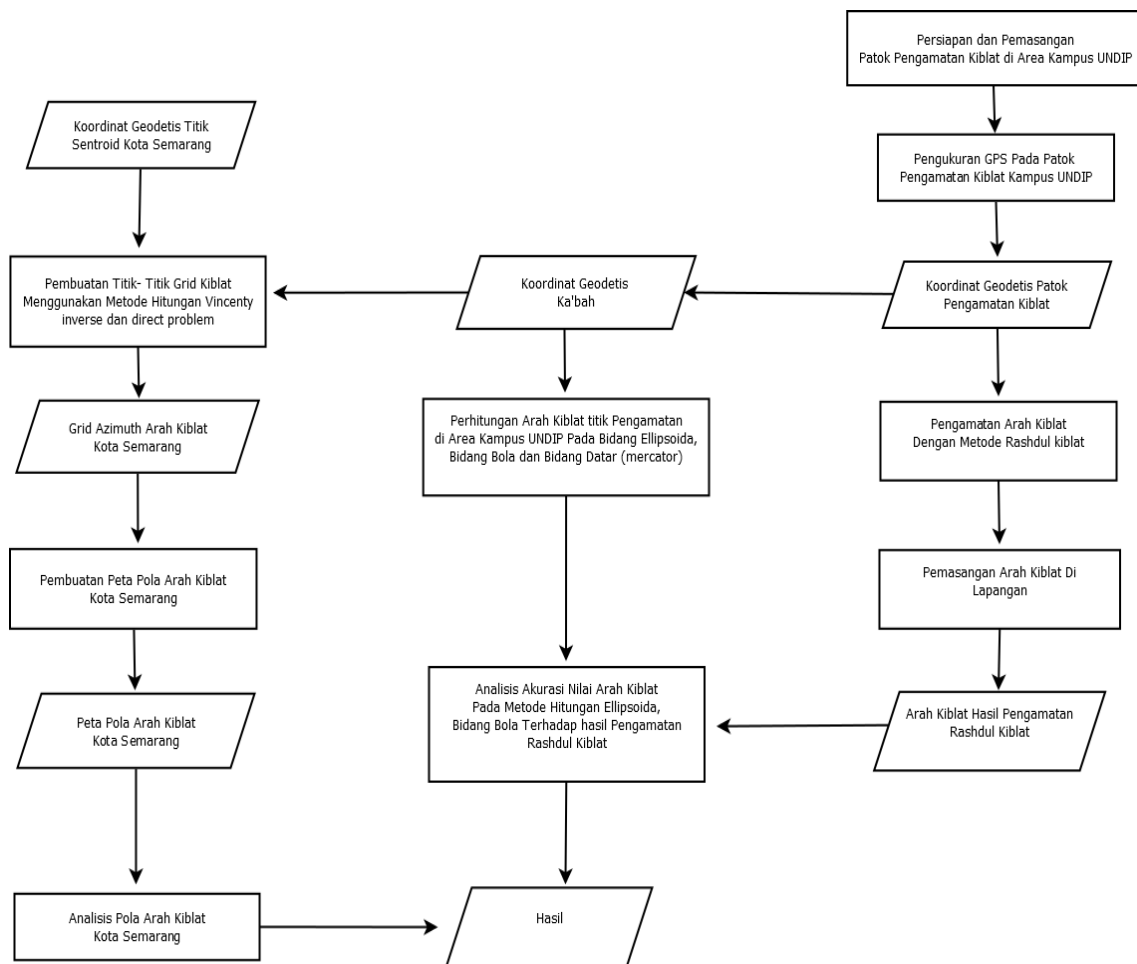 Persiapan dan Pemasangan
Patok Pengamatan Kiblat di Area Kampus UNDIP
Koordinat Geodetis Titik
Sentroid Kota Semarang
Pengukuran GPS Pada Patok
Pengamatan Kiblat Kampus UNDIP
Pembuatan Titik- Titik Grid Kiblat
Menggunakan Metode Hitungan Vincenty
inverse dan direct problem
Koordinat Geodetis
Ka'bah
Koordinat Geodetis Patok
Pengamatan Kiblat
Grid Azimuth Arah Kiblat
Kota Semarang
Perhitungan Arah Kiblat titik Pengamatan
di Area Kampus UNDIP Pada Bidang Ellipsoida,
Bidang Bola dan Bidang Datar (mercator)
Pengamatan Arah Kiblat
Dengan Metode Rashdul kiblat
Pembuatan Peta Pola Arah Kiblat
Kota Semarang
Pemasangan Arah Kiblat Di
Lapangan
Peta Pola Arah Kiblat
Kota Semarang
Analisis Akurasi Nilai Arah Kiblat
Pada Metode Hitungan Ellipsoida,
Bidang Bola Terhadap hasil Pengamatan
Rashdul Kiblat
Arah Kiblat Hasil Pengamatan
Rashdul Kiblat
Analisis Pola Arah Kiblat
Kota Semarang
Hasil